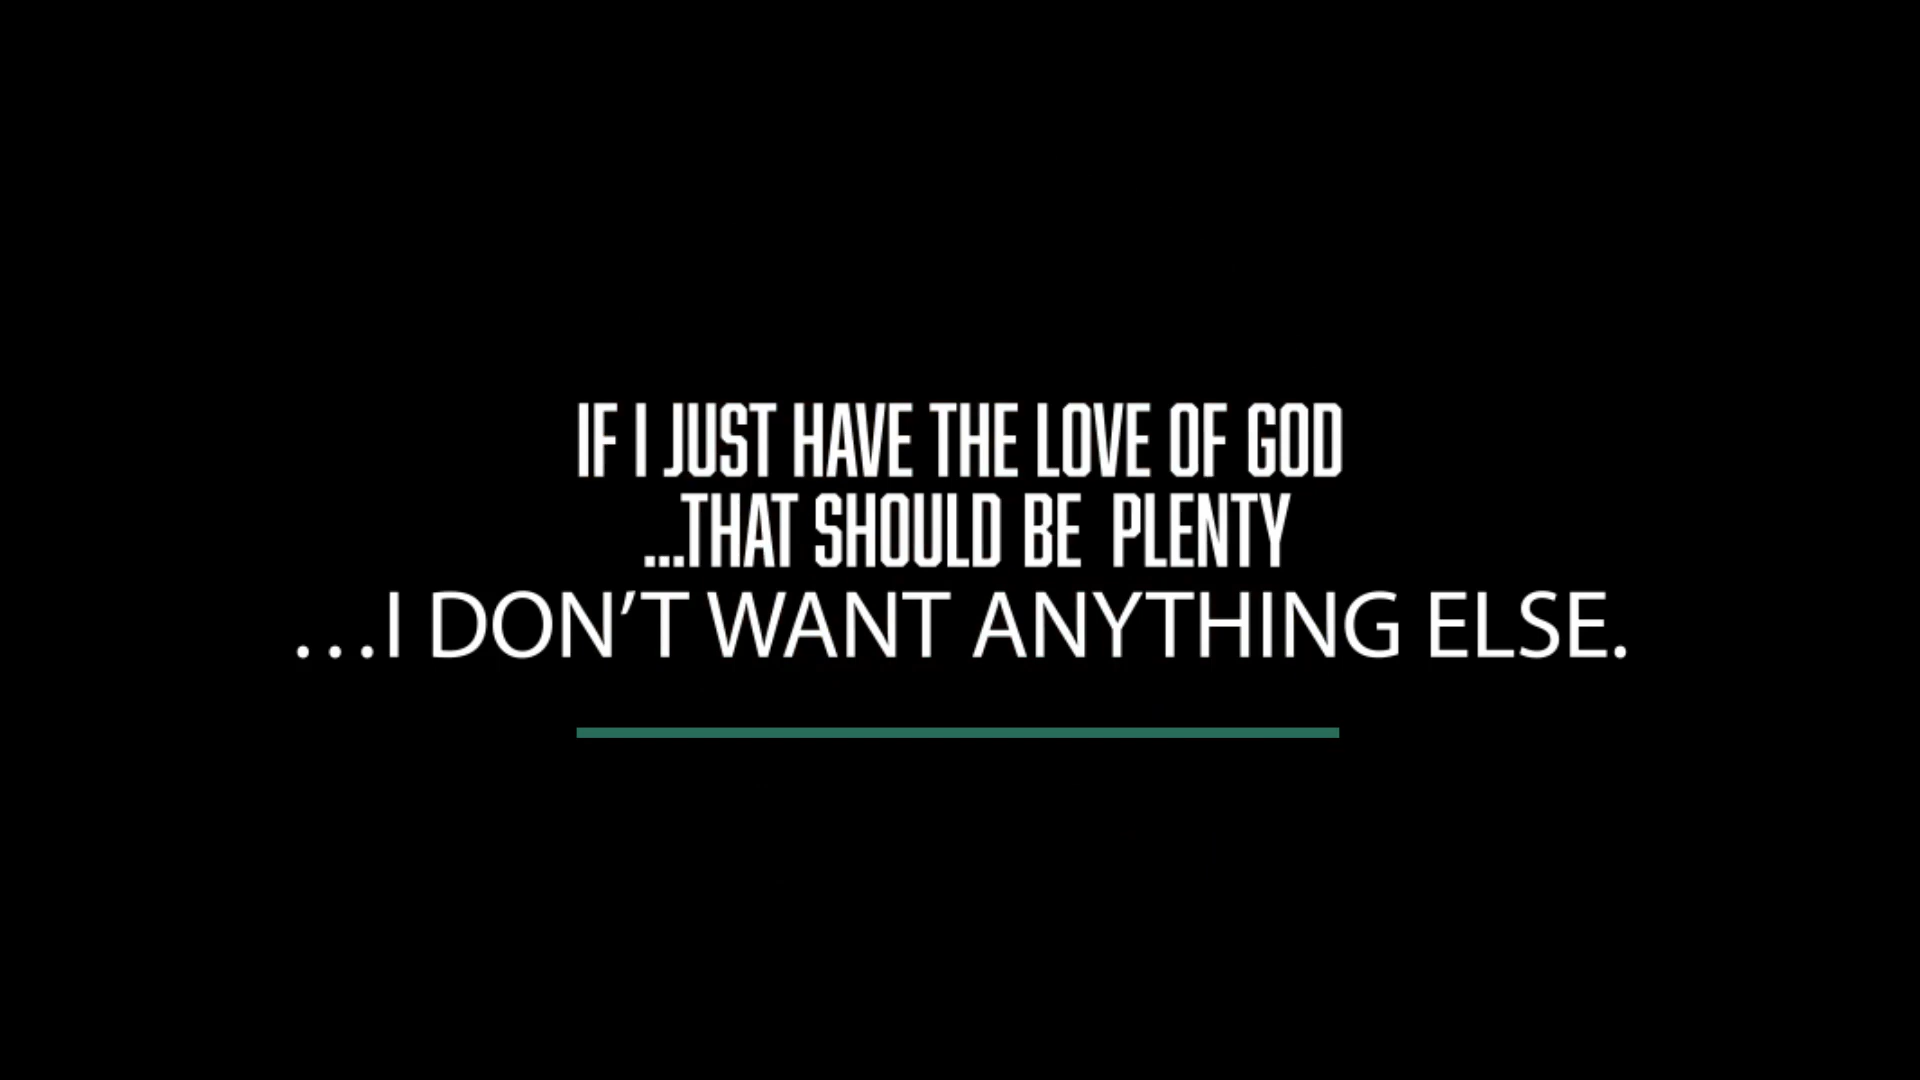 IF I JUST HAVE THE LOVE OF GOD
...THAT SHOULD BE PLENTY
...I DON’T WANT ANYTHING ELSE.